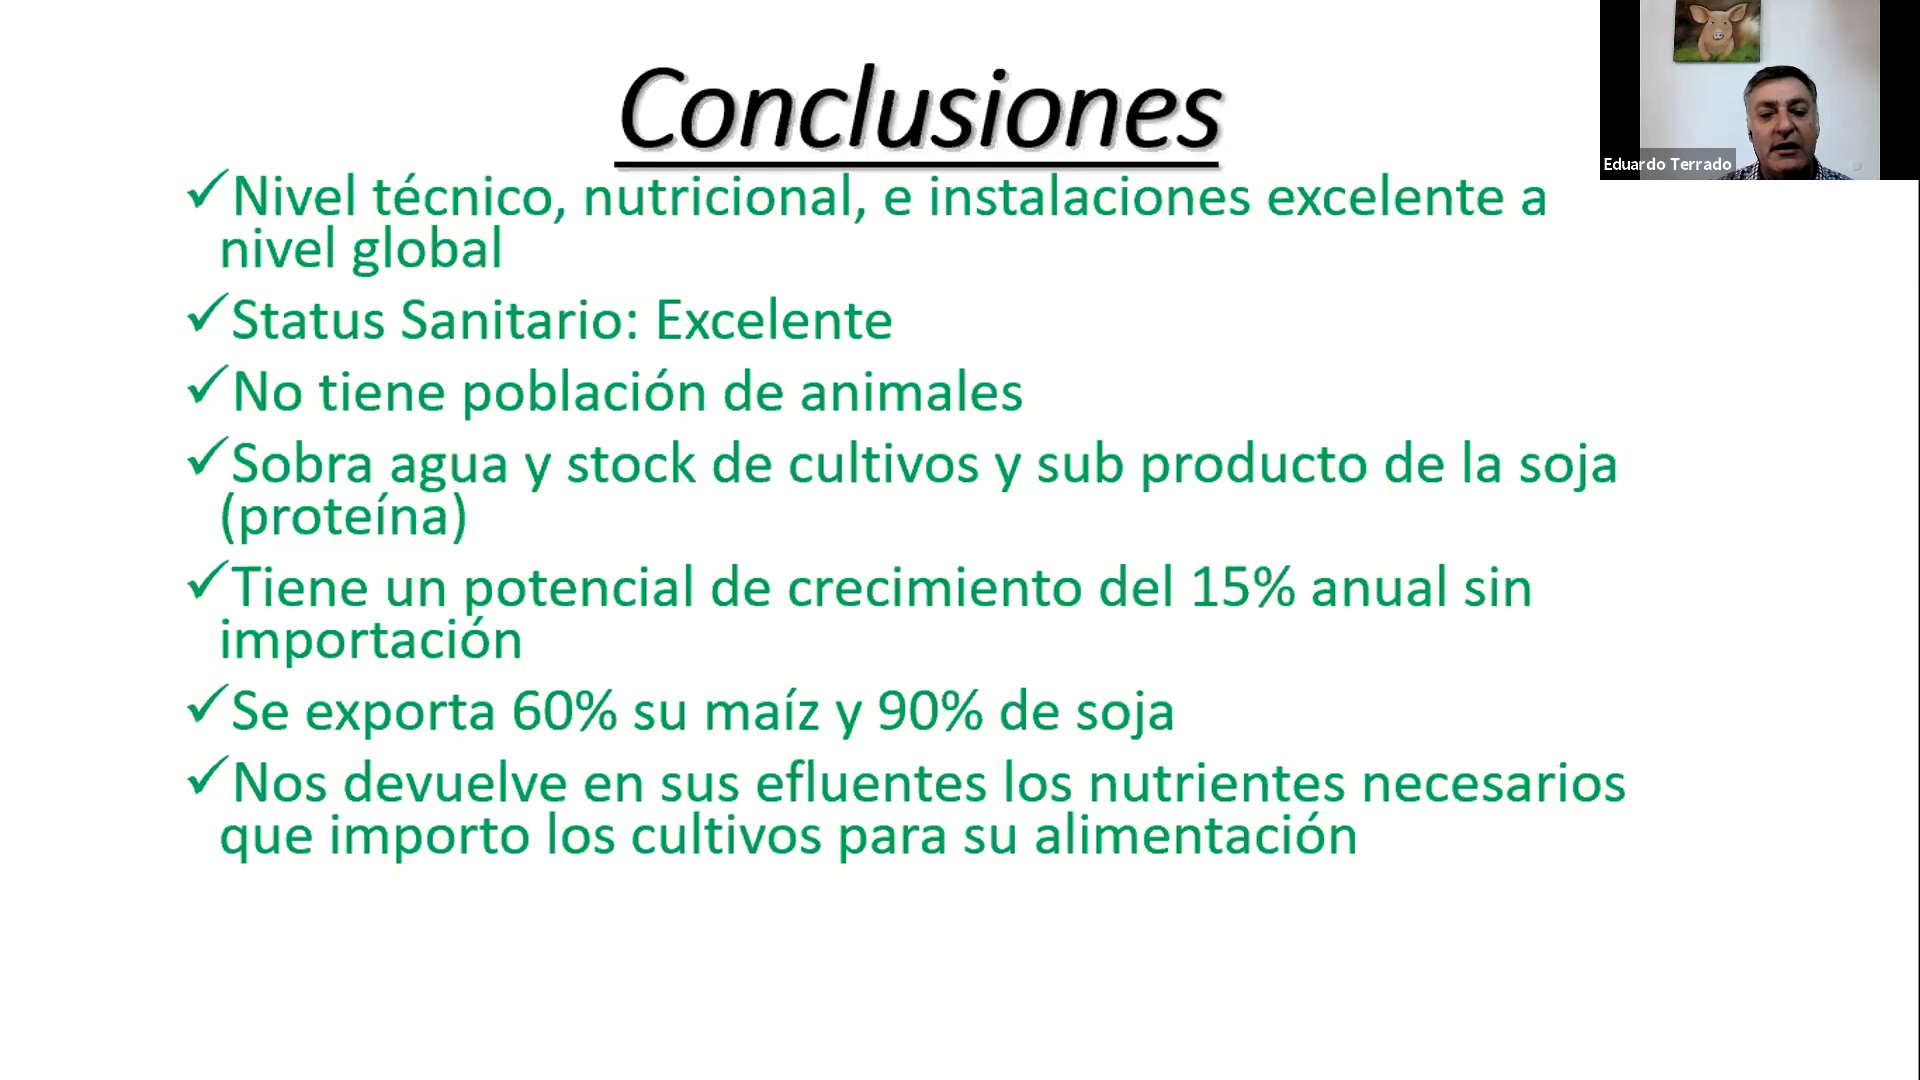 Conclusiones
Eduardo Terrado
✓Nivel técnico, nutricional, e instalaciones excelente a
nivel global
✓Status Sanitario: Excelente
✓No tiene población de animales
✓Sobra agua y stock de cultivos y sub producto de la soja
(proteína)
✓Tiene un potencial de crecimiento del 15% anual sin
importación
✓Se exporta 60% su maíz y 90% de soja
✓Nos devuelve en sus efluentes los nutrientes necesarios
que importo los cultivos para su alimentación